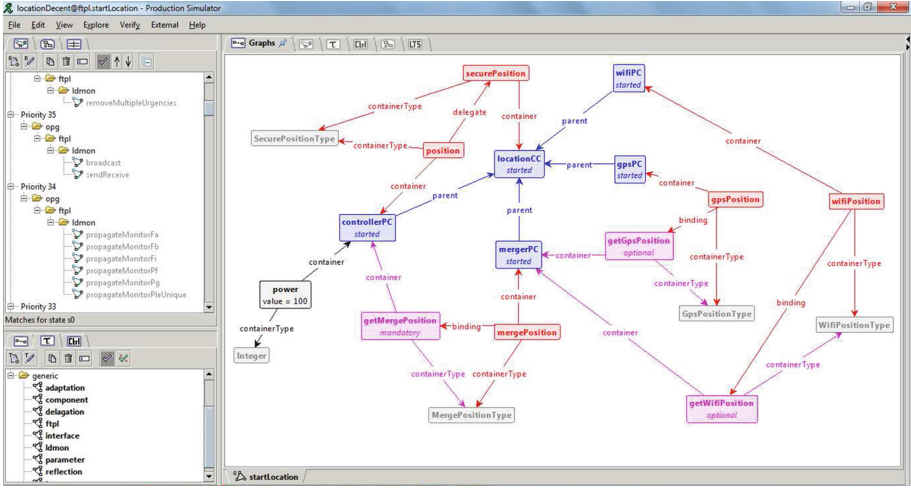 locationDecent@ftpl.startLocation - Production Simulator
File Edit View Explore Verify External Help
Graphs Ctrl LTS
ftpl
ldmon
removeMultipleUrgencies
Priority 35
opg
ftpl
ldmon
broadcast
sendReceive
Priority 34
opg
ftpl
ldmon
propagateMonitorFa
propagateMonitorFb
propagateMonitorFi
propagateMonitorPf
propagateMonitorPg
propagateMonitorPleUnique
Priority 33
Matches for state s0
Ctrl
generic
adaptation
component
delagation
ftpl
interface
ldmon
parameter
reflection
securePosition
wifiPC
started
containerType
delegate
container
parent
SecurePositionType
containerType
position
locationCC
started
parent
gpsPC
started
container
container
container
parent
gpsPosition
wifiPosition
controllerPC
started
parent
binding
mergerPC
started
container
getGpsPosition
optional
containerType
containerType
container
container
containerType
power
value = 100
container
binding
GpsPositionType
getMergePosition
mandatory
binding
mergePosition
WifiPositionType
containerType
container
Integer
containerType
containerType
containerType
MergePositionType
getWifiPosition
optional
startLocation